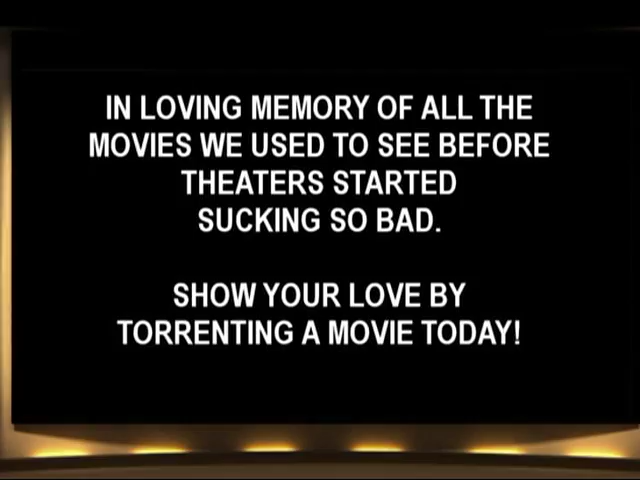 IN LOVING MEMORY OF ALL THE
MOVIES WE USED TO SEE BEFORE
THEATERS STARTED
SUCKING SO BAD.
SHOW YOUR LOVE BY
TORRENTING A MOVIE TODAY!